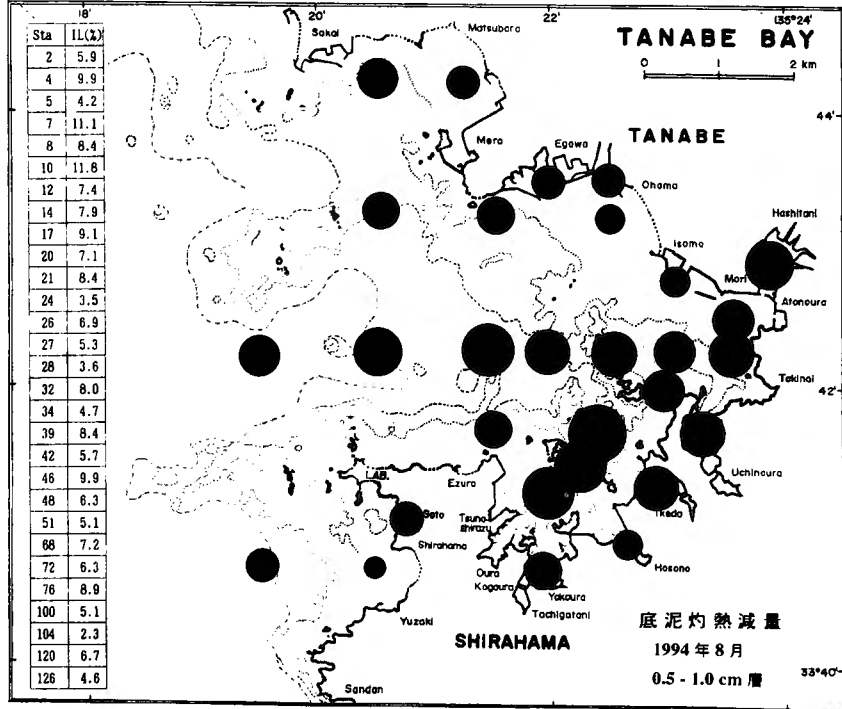 18'
20'
22'
(135°24'
TANABE BAY
0 1 2 km
Sta IL(%)
2 5.9
4 9.9
5 4.2
7 11.1
8 8.4
10 11.8
12 7.4
14 7.9
17 9.1
20 7.1
21 8.4
24 3.5
26 6.9
27 5.3
28 3.6
32 8.0
34 4.7
39 8.4
42 5.7
46 9.9
48 6.3
51 5.1
68 7.2
72 6.3
76 8.9
100 5.1
104 2.3
120 6.7
126 4.6
Sakai
Matsubara
44'
TANABE
Mera
Egawa
Ohama
Hashitani
Isoma
Mori
Atonoura
42'
Takinai
Uchinoura
LAB.
Ezura
Seto
Tsuna-
shirazu
Ikeda
Shirahama
Oura
Hosono
Kogaura
Yakaura
Tochigatani
Yuzaki
SHIRAHAMA
Sandan
底泥灼熱減量
1994年8月
0.5 - 1.0 cm 層
33°40'